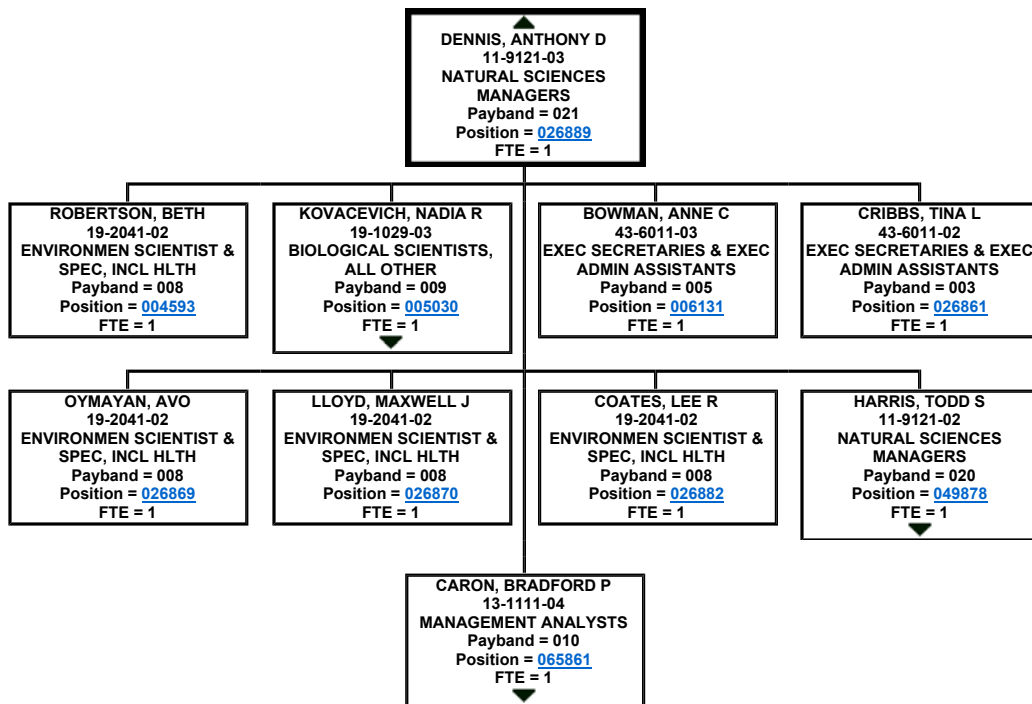 DENNIS, ANTHONY D
11-9121-03
NATURAL SCIENCES
MANAGERS
Payband = 021
Position = 026889
FTE = 1
ROBERTSON, BETH
19-2041-02
ENVIRONMEN SCIENTIST &
SPEC, INCL HLTH
Payband = 008
Position = 004593
FTE = 1
KOVACEVICH, NADIA R
19-1029-03
BIOLOGICAL SCIENTISTS,
ALL OTHER
Payband = 009
Position = 005030
FTE = 1
BOWMAN, ANNE C
43-6011-03
EXEC SECRETARIES & EXEC
ADMIN ASSISTANTS
Payband = 005
Position = 006131
FTE = 1
CRIBBS, TINA L
43-6011-02
EXEC SECRETARIES & EXEC
ADMIN ASSISTANTS
Payband = 003
Position = 026861
FTE = 1
OYMAYAN, AVO
19-2041-02
ENVIRONMEN SCIENTIST &
SPEC, INCL HLTH
Payband = 008
Position = 026869
FTE = 1
LLOYD, MAXWELL J
19-2041-02
ENVIRONMEN SCIENTIST &
SPEC, INCL HLTH
Payband = 008
Position = 026870
FTE = 1
COATES, LEE R
19-2041-02
ENVIRONMEN SCIENTIST &
SPEC, INCL HLTH
Payband = 008
Position = 026882
FTE = 1
HARRIS, TODD S
11-9121-02
NATURAL SCIENCES
MANAGERS
Payband = 020
Position = 049878
FTE = 1
CARON, BRADFORD P
13-1111-04
MANAGEMENT ANALYSTS
Payband = 010
Position = 065861
FTE = 1